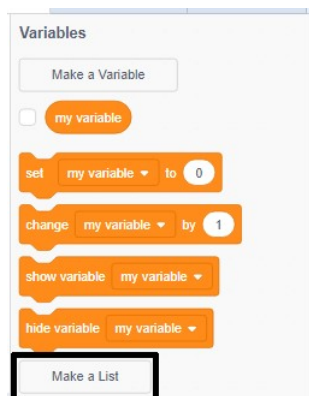 Variables
Make a Variable
my variable
set my variable to 0
change my variable by 1
show variable my variable
hide variable my variable
Make a List